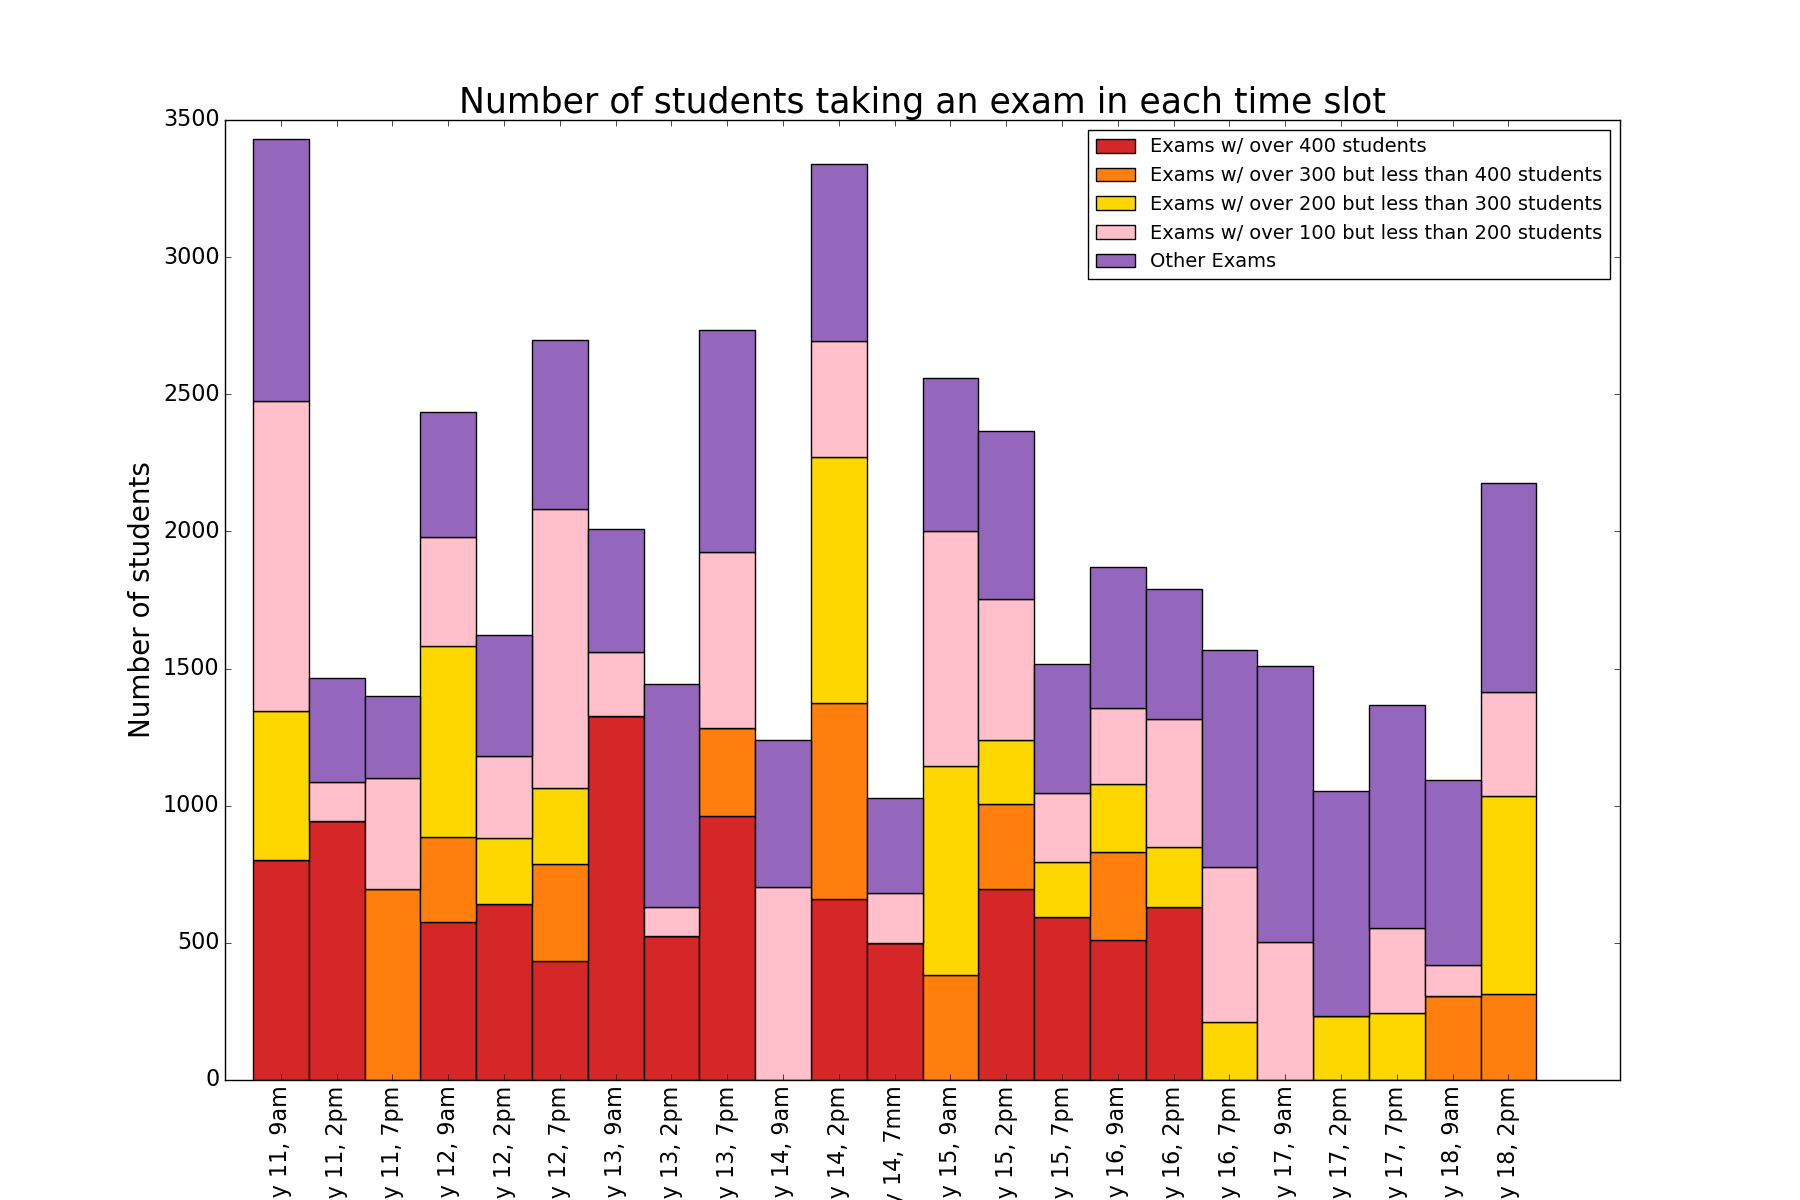 Number of students taking an exam in each time slot
3500
3000
2500
2000
1500
1000
500
0
Number of students
Exams w/ over 400 students
Exams w/ over 300 but less than 400 students
Exams w/ over 200 but less than 300 students
Exams w/ over 100 but less than 200 students
Other Exams
y 11, 9am
y 11, 2pm
y 11, 7pm
y 12, 9am
y 12, 2pm
y 12, 7pm
y 13, 9am
y 13, 2pm
y 13, 7pm
y 14, 9am
y 14, 2pm
y 14, 7mm
y 15, 9am
y 15, 2pm
y 15, 7pm
y 16, 9am
y 16, 2pm
y 16, 7pm
y 17, 9am
y 17, 2pm
y 17, 7pm
y 18, 9am
y 18, 2pm